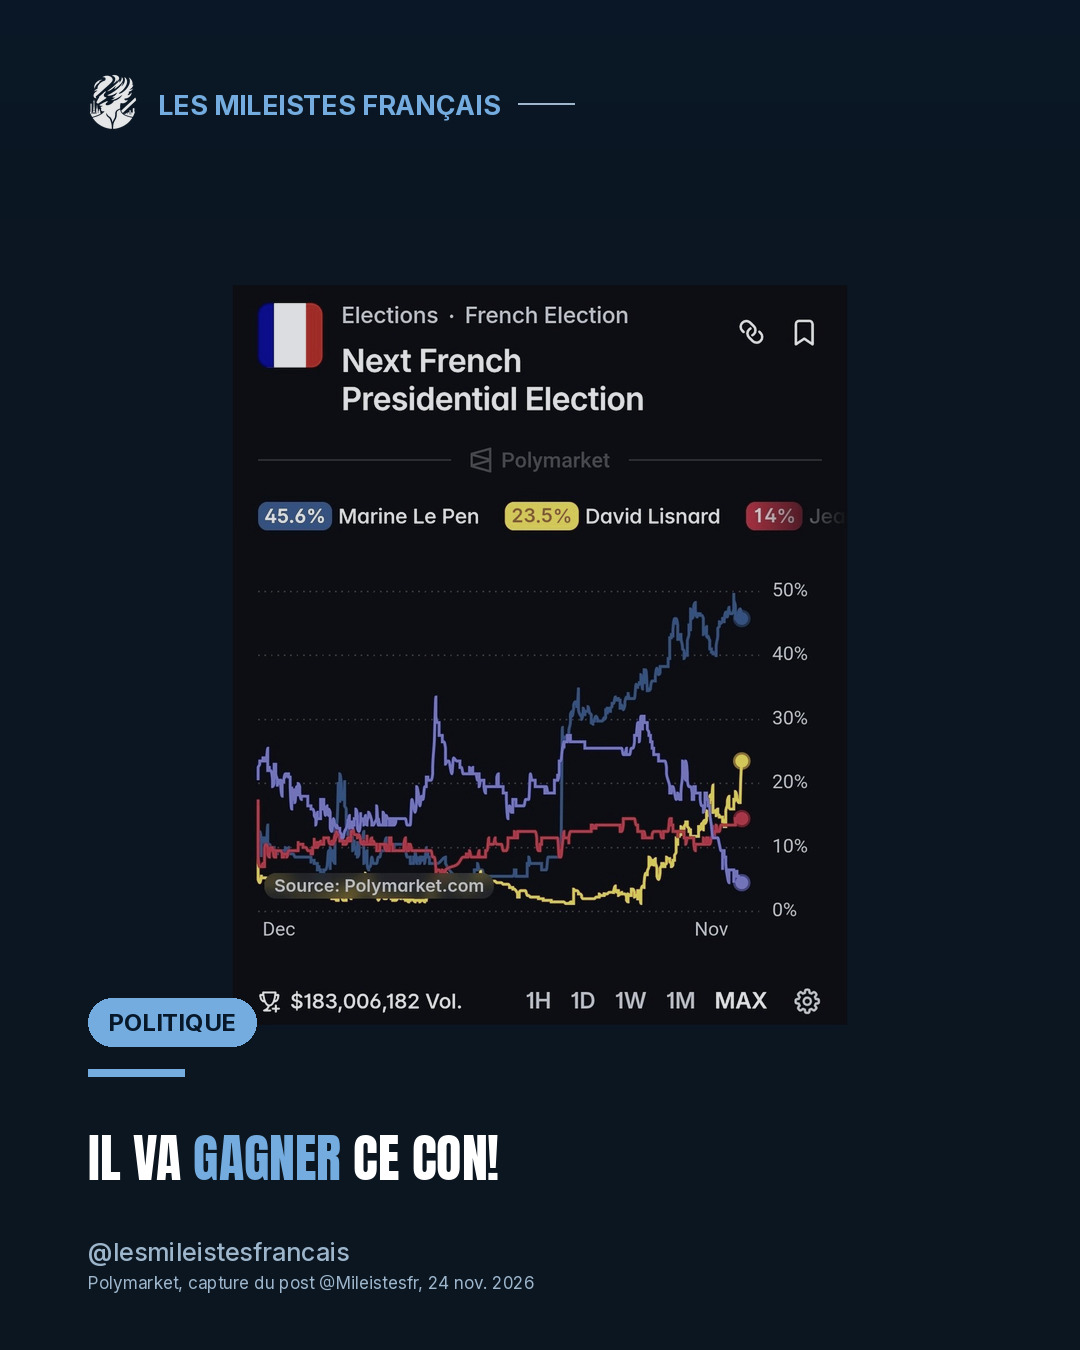 LES MILEISTES FRANÇAIS
Elections · French Election
Next French
Presidential Election
Polymarket
45.6% Marine Le Pen 23.5% David Lisnard 14% Jea
50%
40%
30%
20%
10%
0%
Source: Polymarket.com
Dec Nov
$183,006,182 Vol. 1H 1D 1W 1M MAX
POLITIQUE
IL VA GAGNER CE CON!
@lesmileistesfrancais
Polymarket, capture du post @Mileistesfr, 24 nov. 2026